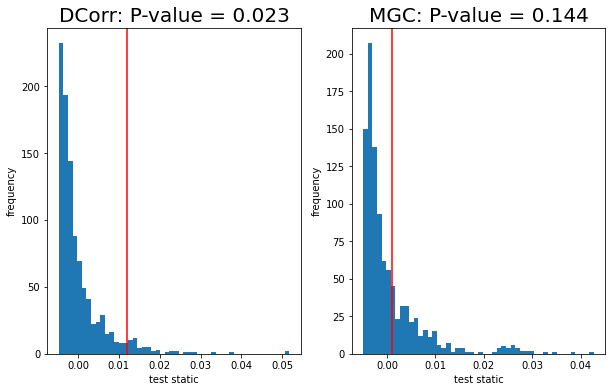 DCorr: P-value = 0.023
MGC: P-value = 0.144
frequency
200
150
100
50
0
0.00 0.01 0.02 0.03 0.04 0.05
test static
frequency
200
175
150
125
100
75
50
25
0
0.00 0.01 0.02 0.03 0.04
test static